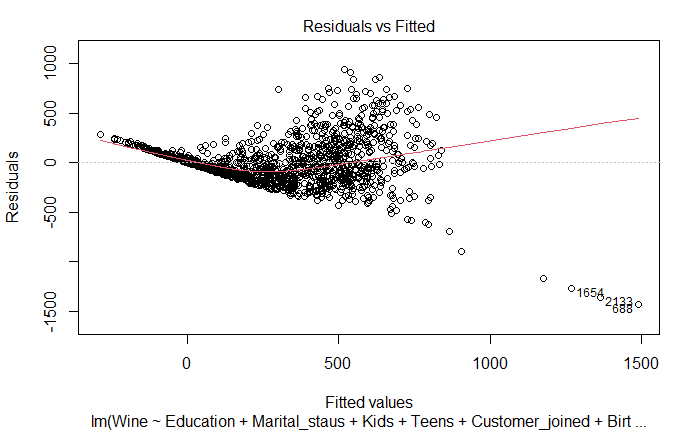 Residuals vs Fitted
1000
500
0
-500
-1500
Residuals
1654
2133
688
0 500 1000 1500
Fitted values
lm(Wine ~ Education + Marital_staus + Kids + Teens + Customer_joined + Birt ...